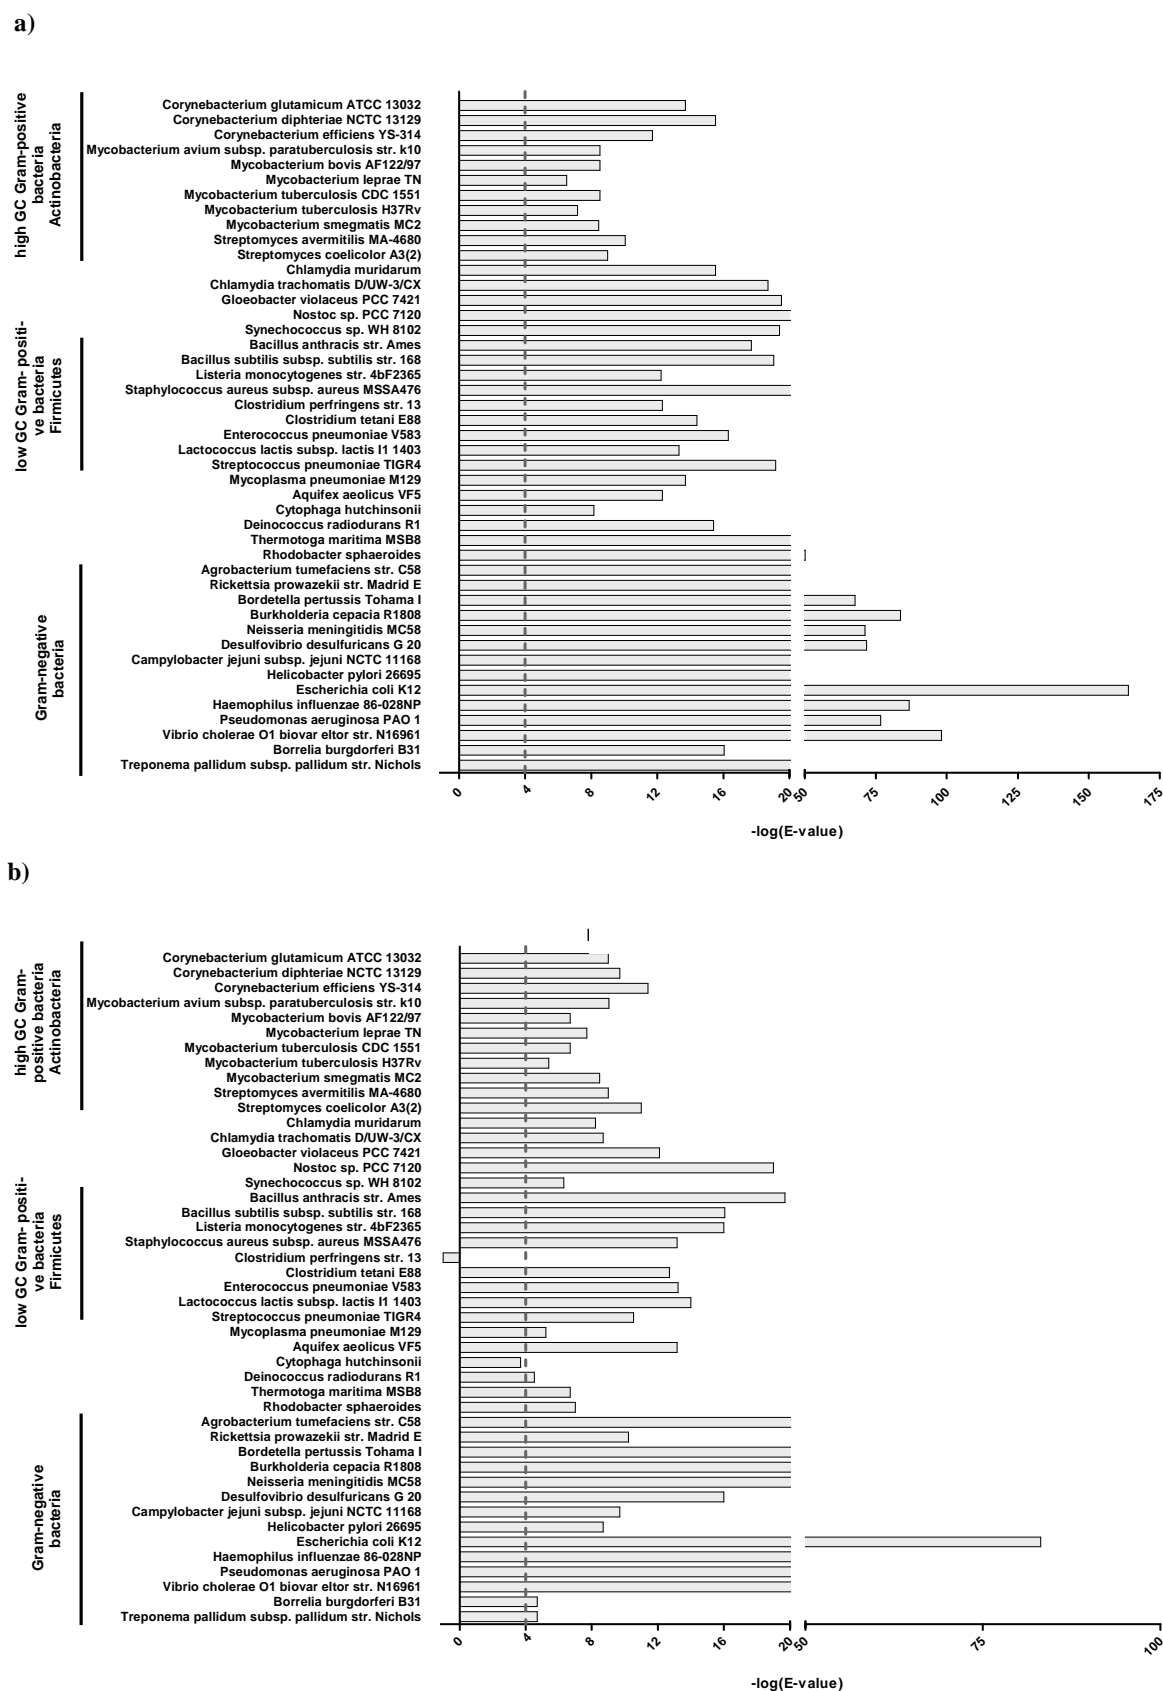 a)
high GC Gram-positive
bacteria
Actinobacteria
low GC Gram- positi-
ve bacteria
Firmicutes
Gram-negative
bacteria
Corynebacterium glutamicum ATCC 13032
Corynebacterium diphteriae NCTC 13129
Corynebacterium efficiens YS-314
Mycobacterium avium subsp. paratuberculosis str. k10
Mycobacterium bovis AF122/97
Mycobacterium leprae TN
Mycobacterium tuberculosis CDC 1551
Mycobacterium tuberculosis H37Rv
Mycobacterium smegmatis MC2
Streptomyces avermitilis MA-4680
Streptomyces coelicolor A3(2)
Chlamydia muridarum
Chlamydia trachomatis D/UW-3/CX
Gloeobacter violaceus PCC 7421
Nostoc sp. PCC 7120
Synechococcus sp. WH 8102
Bacillus anthracis str. Ames
Bacillus subtilis subsp. subtilis str. 168
Listeria monocytogenes str. 4bF2365
Staphylococcus aureus subsp. aureus MSSA476
Clostridium perfringens str. 13
Clostridium tetani E88
Enterococcus pneumoniae V583
Lactococcus lactis subsp. lactis I1 1403
Streptococcus pneumoniae TIGR4
Mycoplasma pneumoniae M129
Aquifex aeolicus VF5
Cytophaga hutchinsonii
Deinococcus radiodurans R1
Thermotoga maritima MSB8
Rhodobacter sphaeroides
Agrobacterium tumefaciens str. C58
Rickettsia prowazekii str. Madrid E
Bordetella pertussis Tohama I
Burkholderia cepacia R1808
Neisseria meningitidis MC58
Desulfovibrio desulfuricans G 20
Campylobacter jejuni subsp. jejuni NCTC 11168
Helicobacter pylori 26695
Escherichia coli K12
Haemophilus influenzae 86-028NP
Pseudomonas aeruginosa PAO 1
Vibrio cholerae O1 biovar eltor str. N16961
Borrelia burgdorferi B31
Treponema pallidum subsp. pallidum str. Nichols
0 4 8 12 16 20 50 75 100 125 150 175
-log(E-value)
b)
high GC Gram-
positive bacteria
Actinobacteria
low GC Gram- positi-
ve bacteria
Firmicutes
Gram-negative
bacteria
Corynebacterium glutamicum ATCC 13032
Corynebacterium diphteriae NCTC 13129
Corynebacterium efficiens YS-314
Mycobacterium avium subsp. paratuberculosis str. k10
Mycobacterium bovis AF122/97
Mycobacterium leprae TN
Mycobacterium tuberculosis CDC 1551
Mycobacterium tuberculosis H37Rv
Mycobacterium smegmatis MC2
Streptomyces avermitilis MA-4680
Streptomyces coelicolor A3(2)
Chlamydia muridarum
Chlamydia trachomatis D/UW-3/CX
Gloeobacter violaceus PCC 7421
Nostoc sp. PCC 7120
Synechococcus sp. WH 8102
Bacillus anthracis str. Ames
Bacillus subtilis subsp. subtilis str. 168
Listeria monocytogenes str. 4bF2365
Staphylococcus aureus subsp. aureus MSSA476
Clostridium perfringens str. 13
Clostridium tetani E88
Enterococcus pneumoniae V583
Lactococcus lactis subsp. lactis I1 1403
Streptococcus pneumoniae TIGR4
Mycoplasma pneumoniae M129
Aquifex aeolicus VF5
Cytophaga hutchinsonii
Deinococcus radiodurans R1
Thermotoga maritima MSB8
Rhodobacter sphaeroides
Agrobacterium tumefaciens str. C58
Rickettsia prowazekii str. Madrid E
Bordetella pertussis Tohama I
Burkholderia cepacia R1808
Neisseria meningitidis MC58
Desulfovibrio desulfuricans G 20
Campylobacter jejuni subsp. jejuni NCTC 11168
Helicobacter pylori 26695
Escherichia coli K12
Haemophilus influenzae 86-028NP
Pseudomonas aeruginosa PAO 1
Vibrio cholerae O1 biovar eltor str. N16961
Borrelia burgdorferi B31
Treponema pallidum subsp. pallidum str. Nichols
0 4 8 12 16 20 50 75 100
-log(E-value)